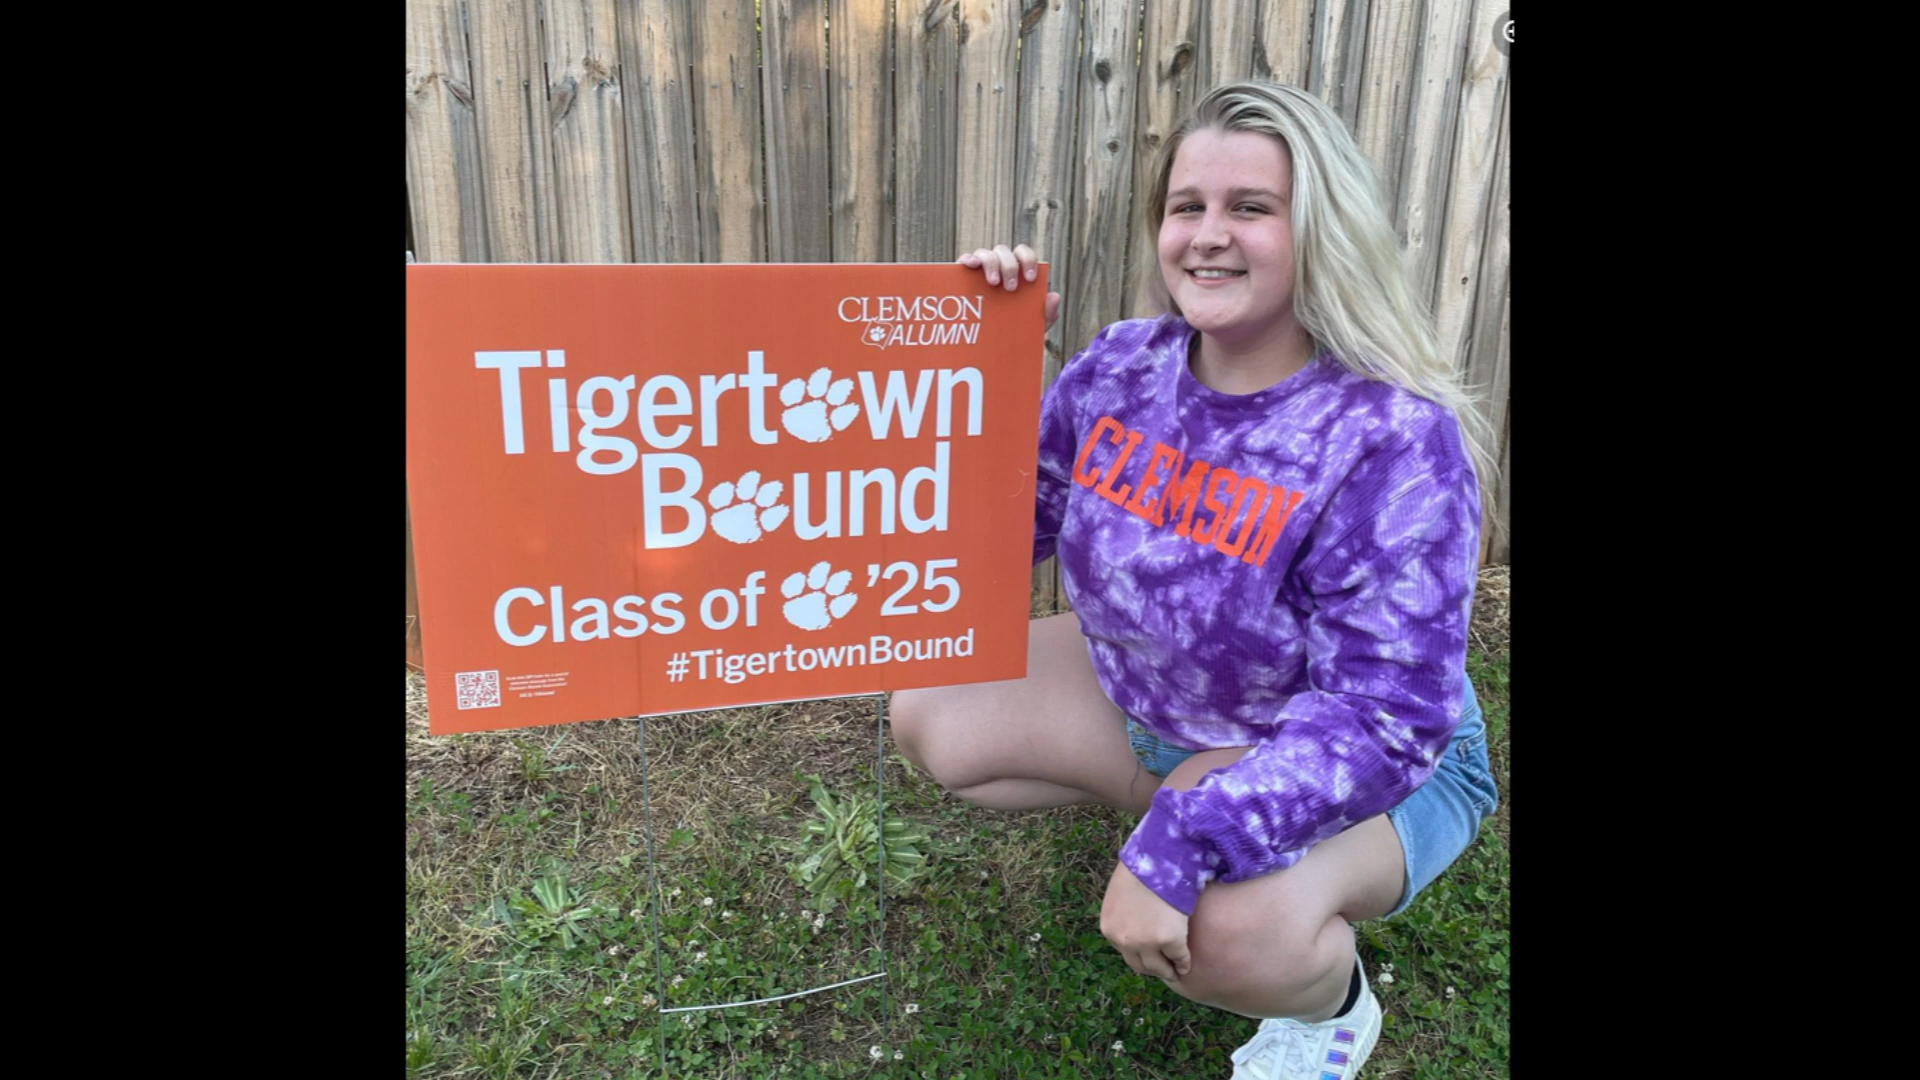 CLEMSON
ALUMNI
Tigertown
Bound
Class of '25
#TigertownBound
CLEMSON